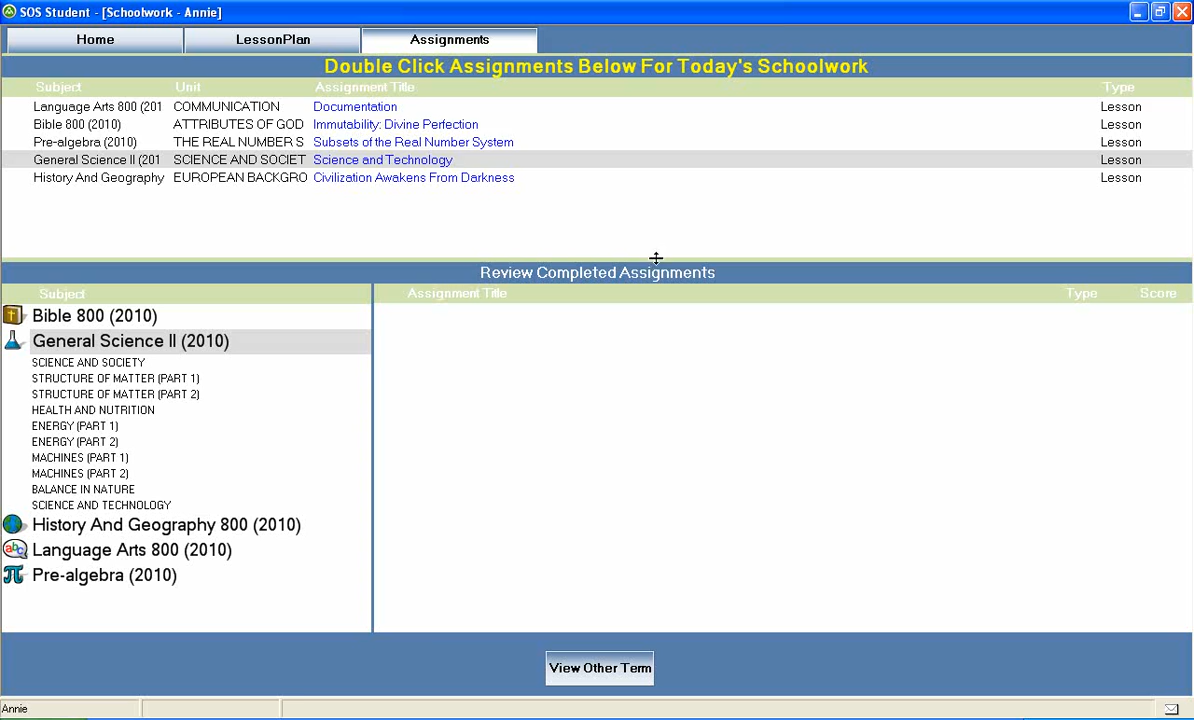 SOS Student - [Schoolwork - Annie]
Home LessonPlan Assignments
Double Click Assignments Below For Today's Schoolwork
Subject Unit Assignment Title Type
Language Arts 800 (201 COMMUNICATION Documentation Lesson
Bible 800 (2010) ATTRIBUTES OF GOD Immutability: Divine Perfection Lesson
Pre-algebra (2010) THE REAL NUMBER S Subsets of the Real Number System Lesson
General Science II (201 SCIENCE AND SOCIET Science and Technology Lesson
History And Geography EUROPEAN BACKGRO Civilization Awakens From Darkness Lesson
Review Completed Assignments
Subject Assignment Title Type Score
Bible 800 (2010)
General Science II (2010)
SCIENCE AND SOCIETY
STRUCTURE OF MATTER (PART 1)
STRUCTURE OF MATTER (PART 2)
HEALTH AND NUTRITION
ENERGY (PART 1)
ENERGY (PART 2)
MACHINES (PART 1)
MACHINES (PART 2)
BALANCE IN NATURE
SCIENCE AND TECHNOLOGY
History And Geography 800 (2010)
abc Language Arts 800 (2010)
π Pre-algebra (2010)
View Other Term
Annie